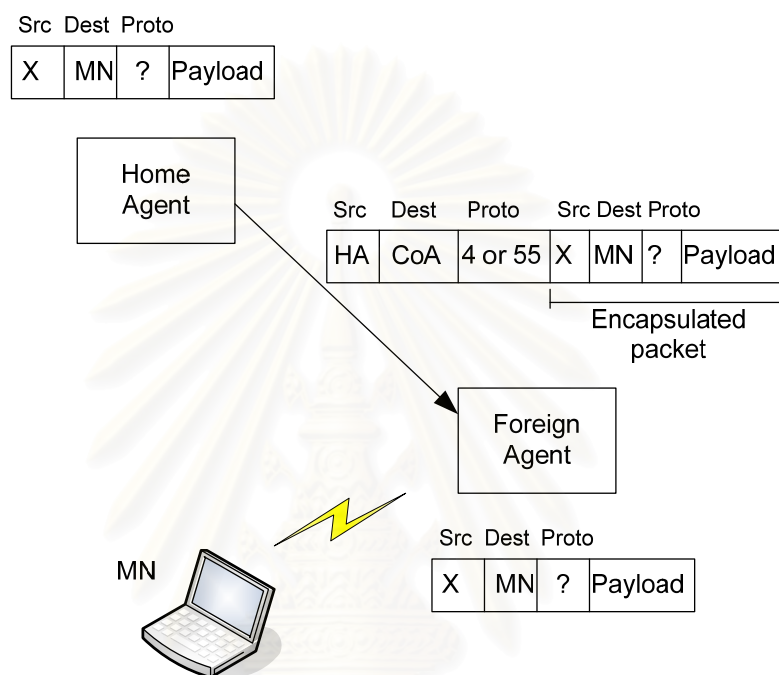 Src Dest Proto
X MN ? Payload
Home
Agent
Src Dest Proto Src Dest Proto
HA CoA 4 or 55 X MN ? Payload
Encapsulated
packet
Foreign
Agent
MN
Src Dest Proto
X MN ? Payload